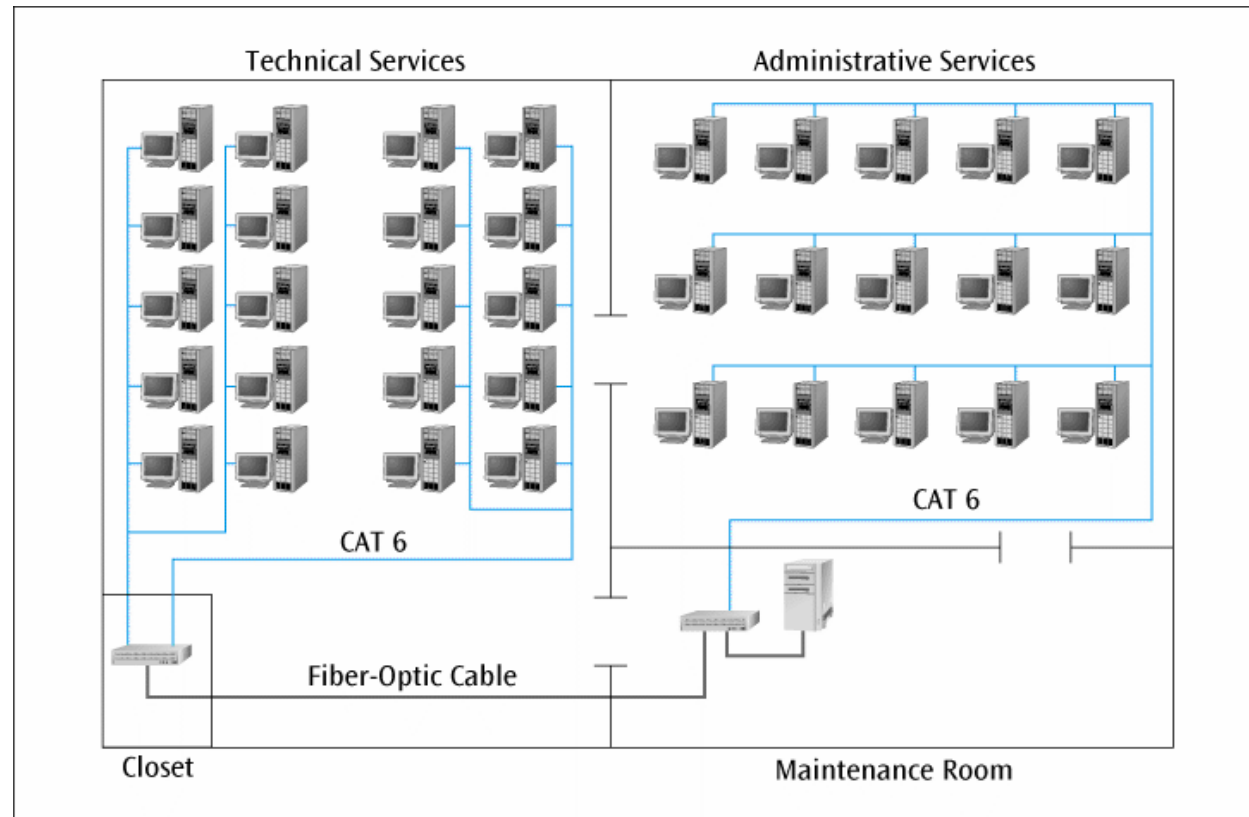 Technical Services
Administrative Services
CAT 6
CAT 6
Fiber-Optic Cable
Closet
Maintenance Room